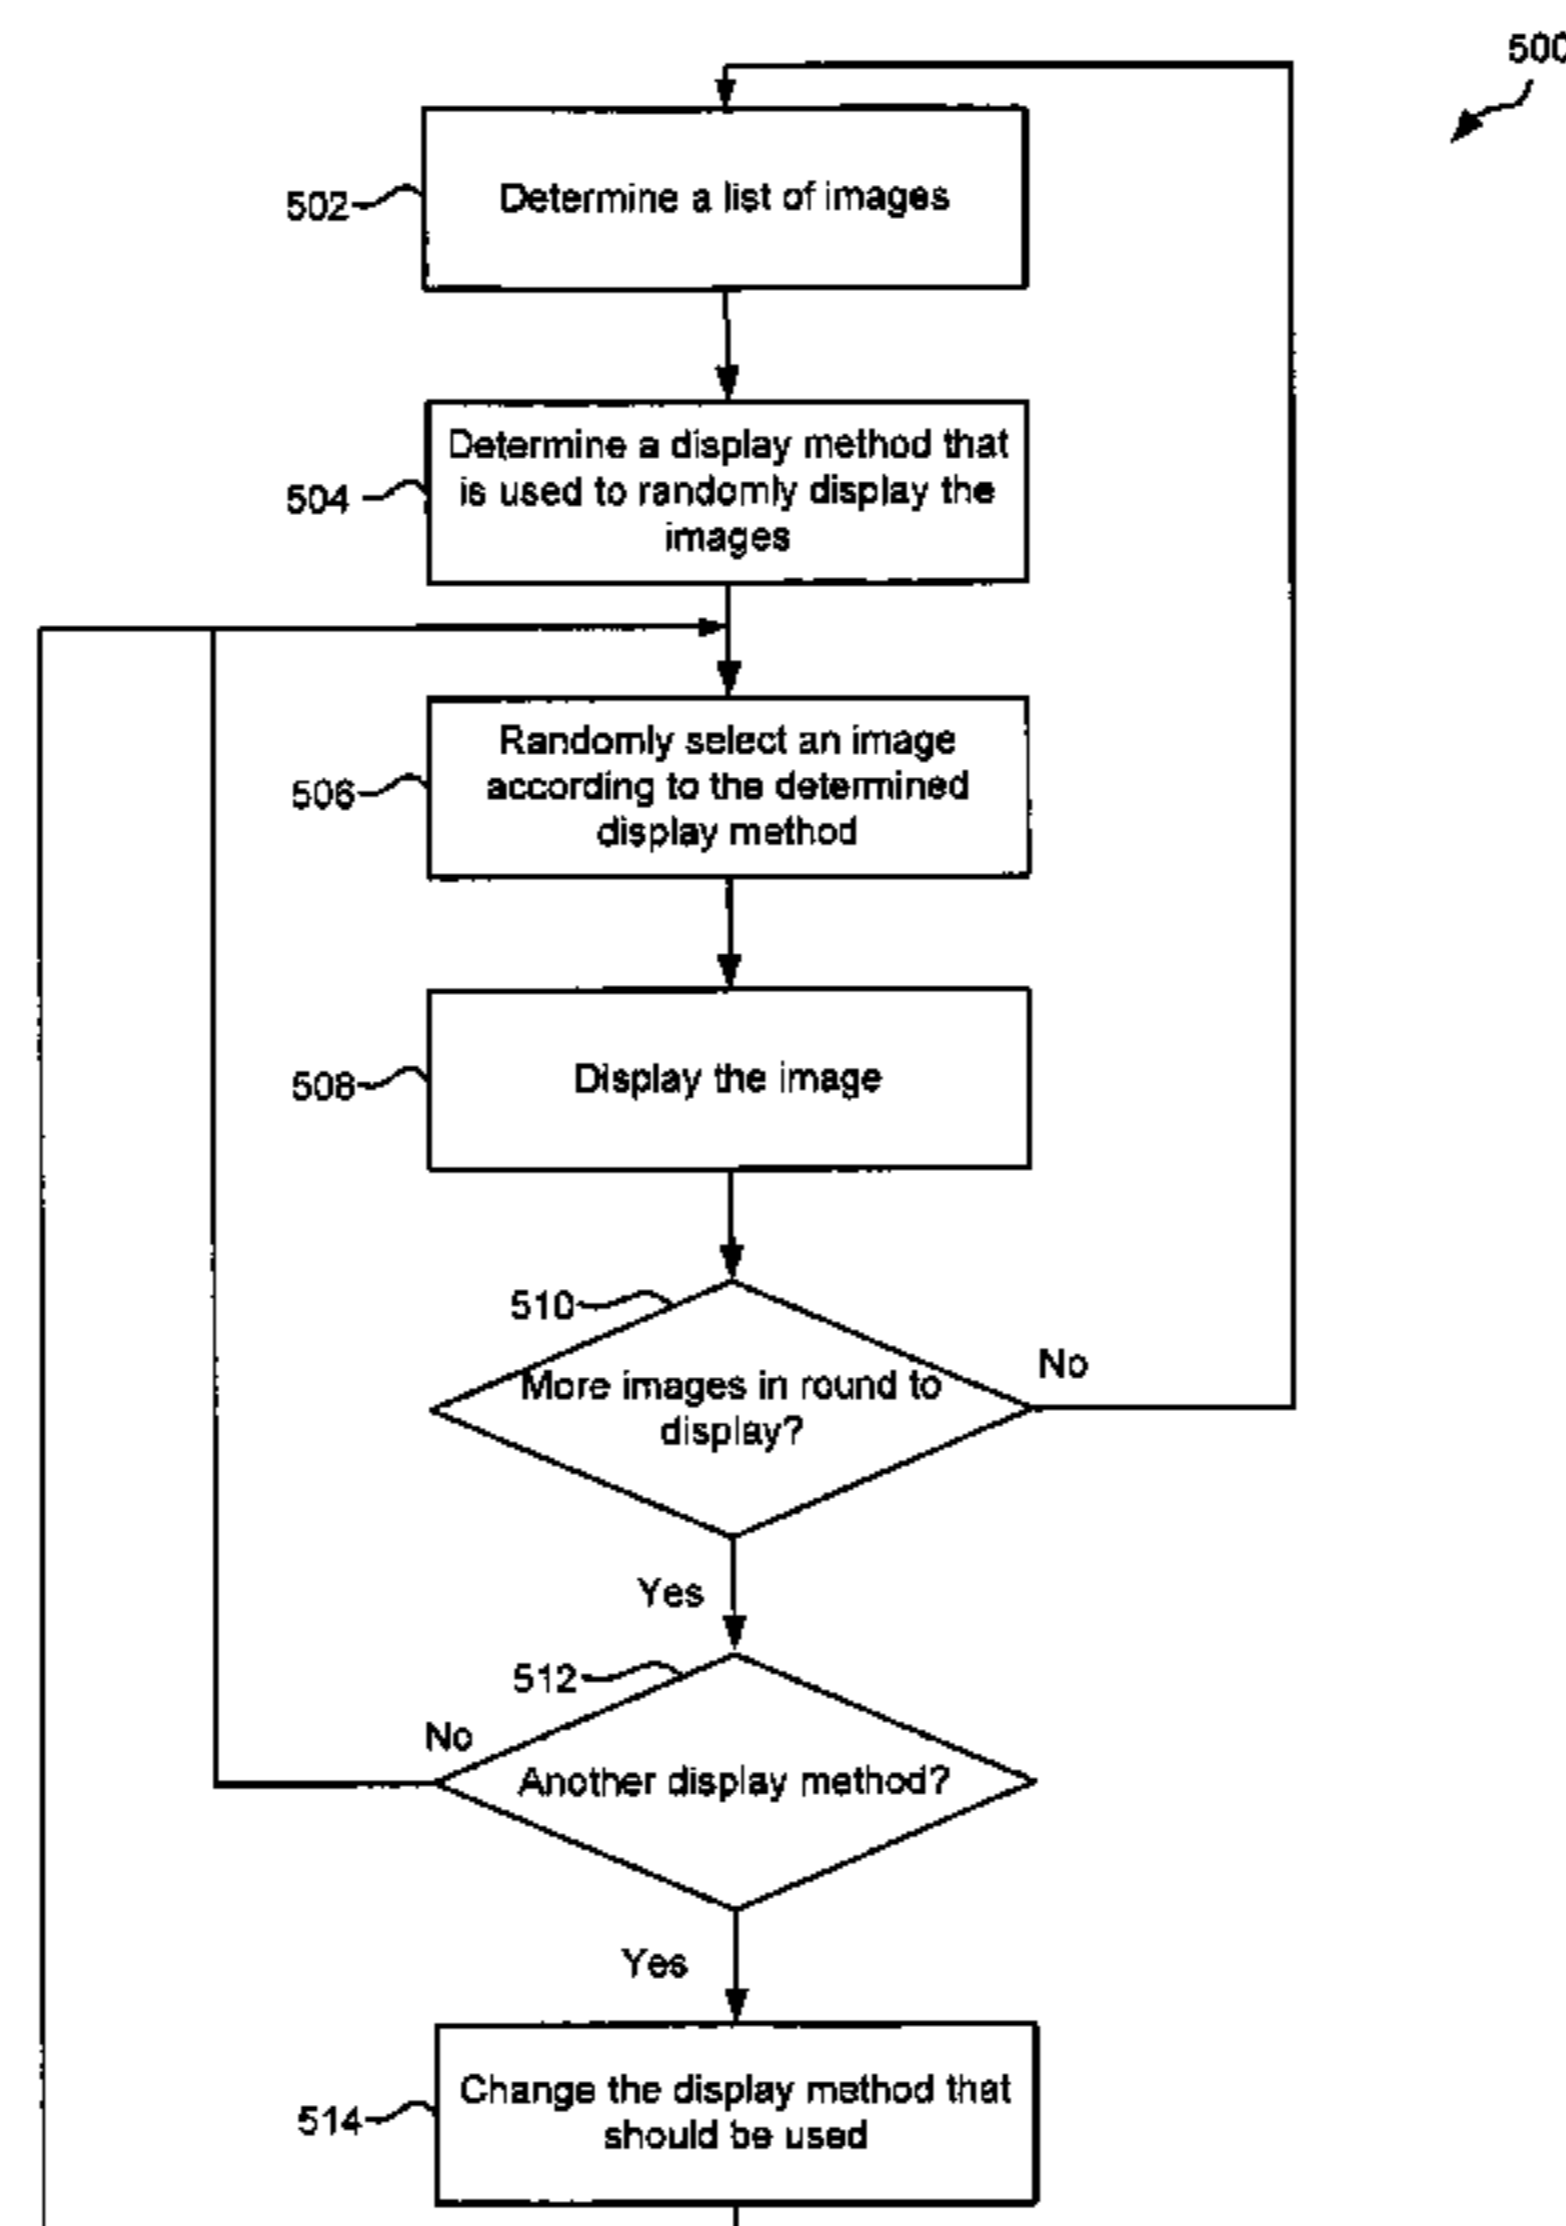 500
502
Determine a list of images
504
Determine a display method that
is used to randomly display the
images
506
Randomly select an image
according to the determined
display method
508
Display the image
510
More images in round to
display?
No
Yes
512
No
Another display method?
Yes
514
Change the display method that
should be used